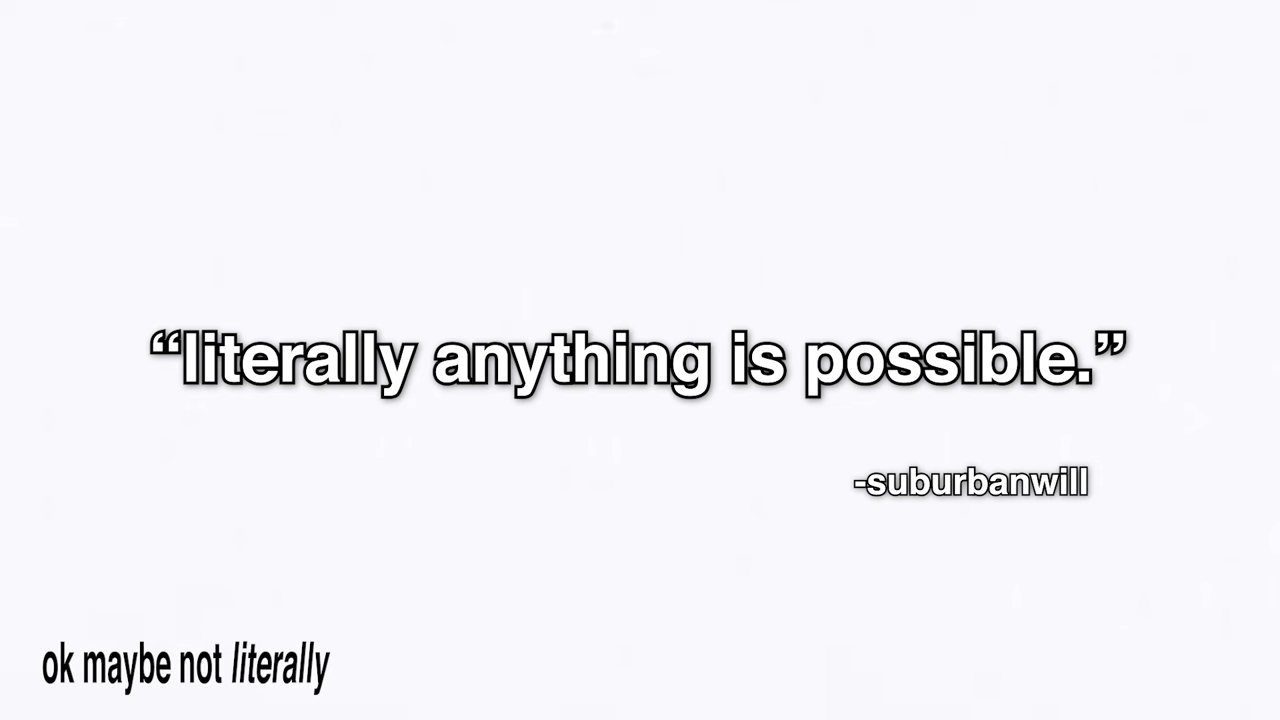 “literally anything is possible.”
-suburbanwill
ok maybe not literally